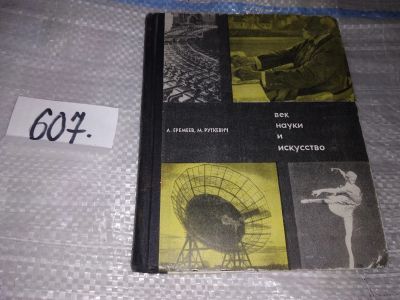 607.
А. ЕРЕМЕЕВ, М. РУТКЕВИЧ
век
науки
и
искусство